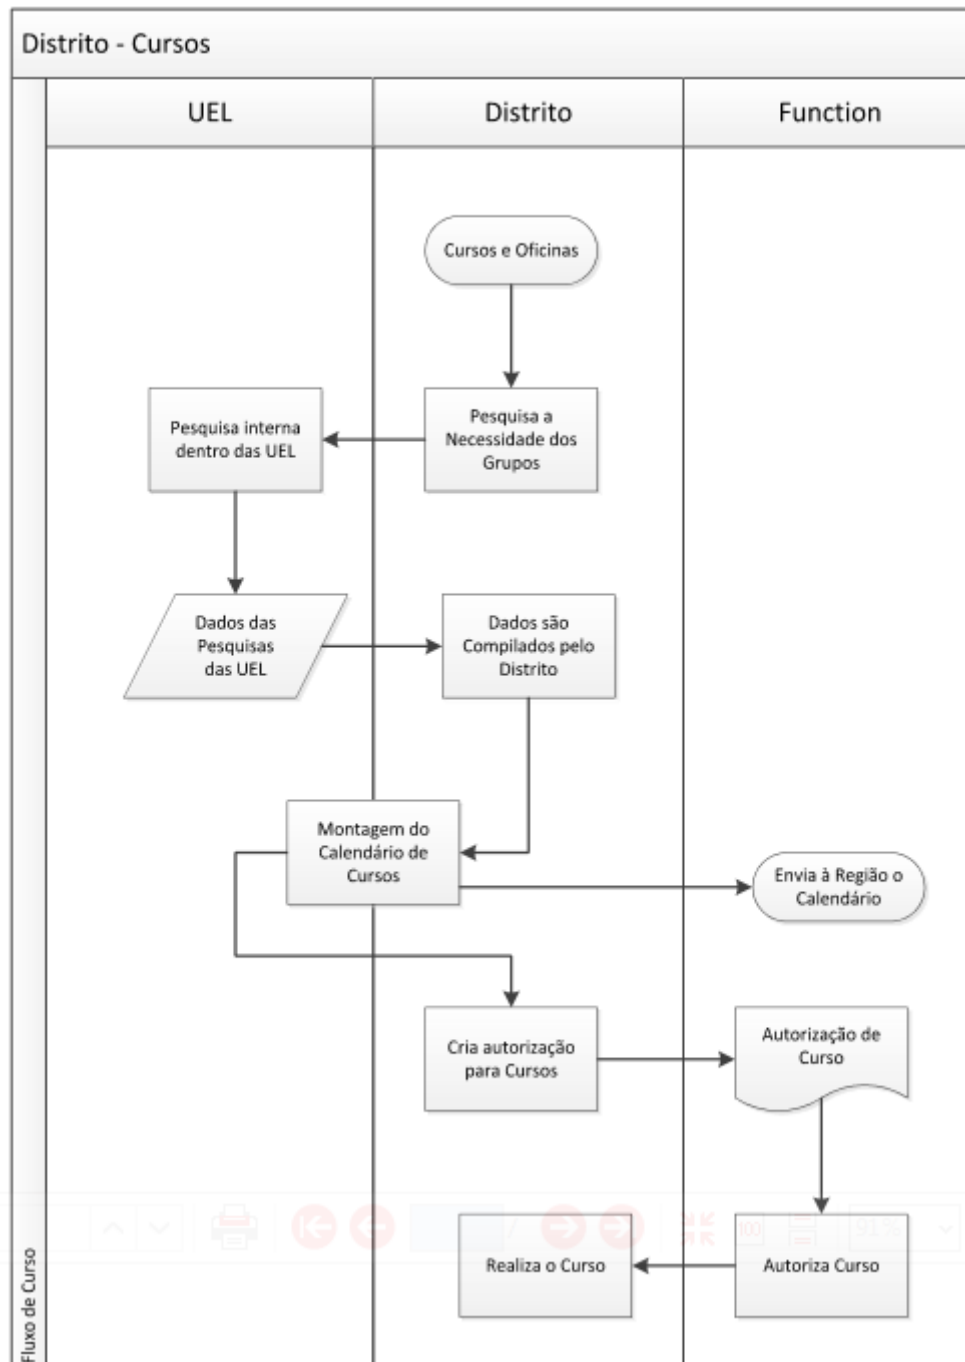 Distrito - Cursos
UEL
Distrito
Function
Cursos e Oficinas
Pesquisa a
Necessidade dos
Grupos
Pesquisa interna
dentro das UEL
Dados das
Pesquisas
das UEL
Dados são
Compilados pelo
Distrito
Montagem do
Calendário de
Cursos
Envia à Região o
Calendário
Cria autorização
para Cursos
Autorização de
Curso
Autoriza Curso
Realiza o Curso
Fluxo de Curso
/
100
91%